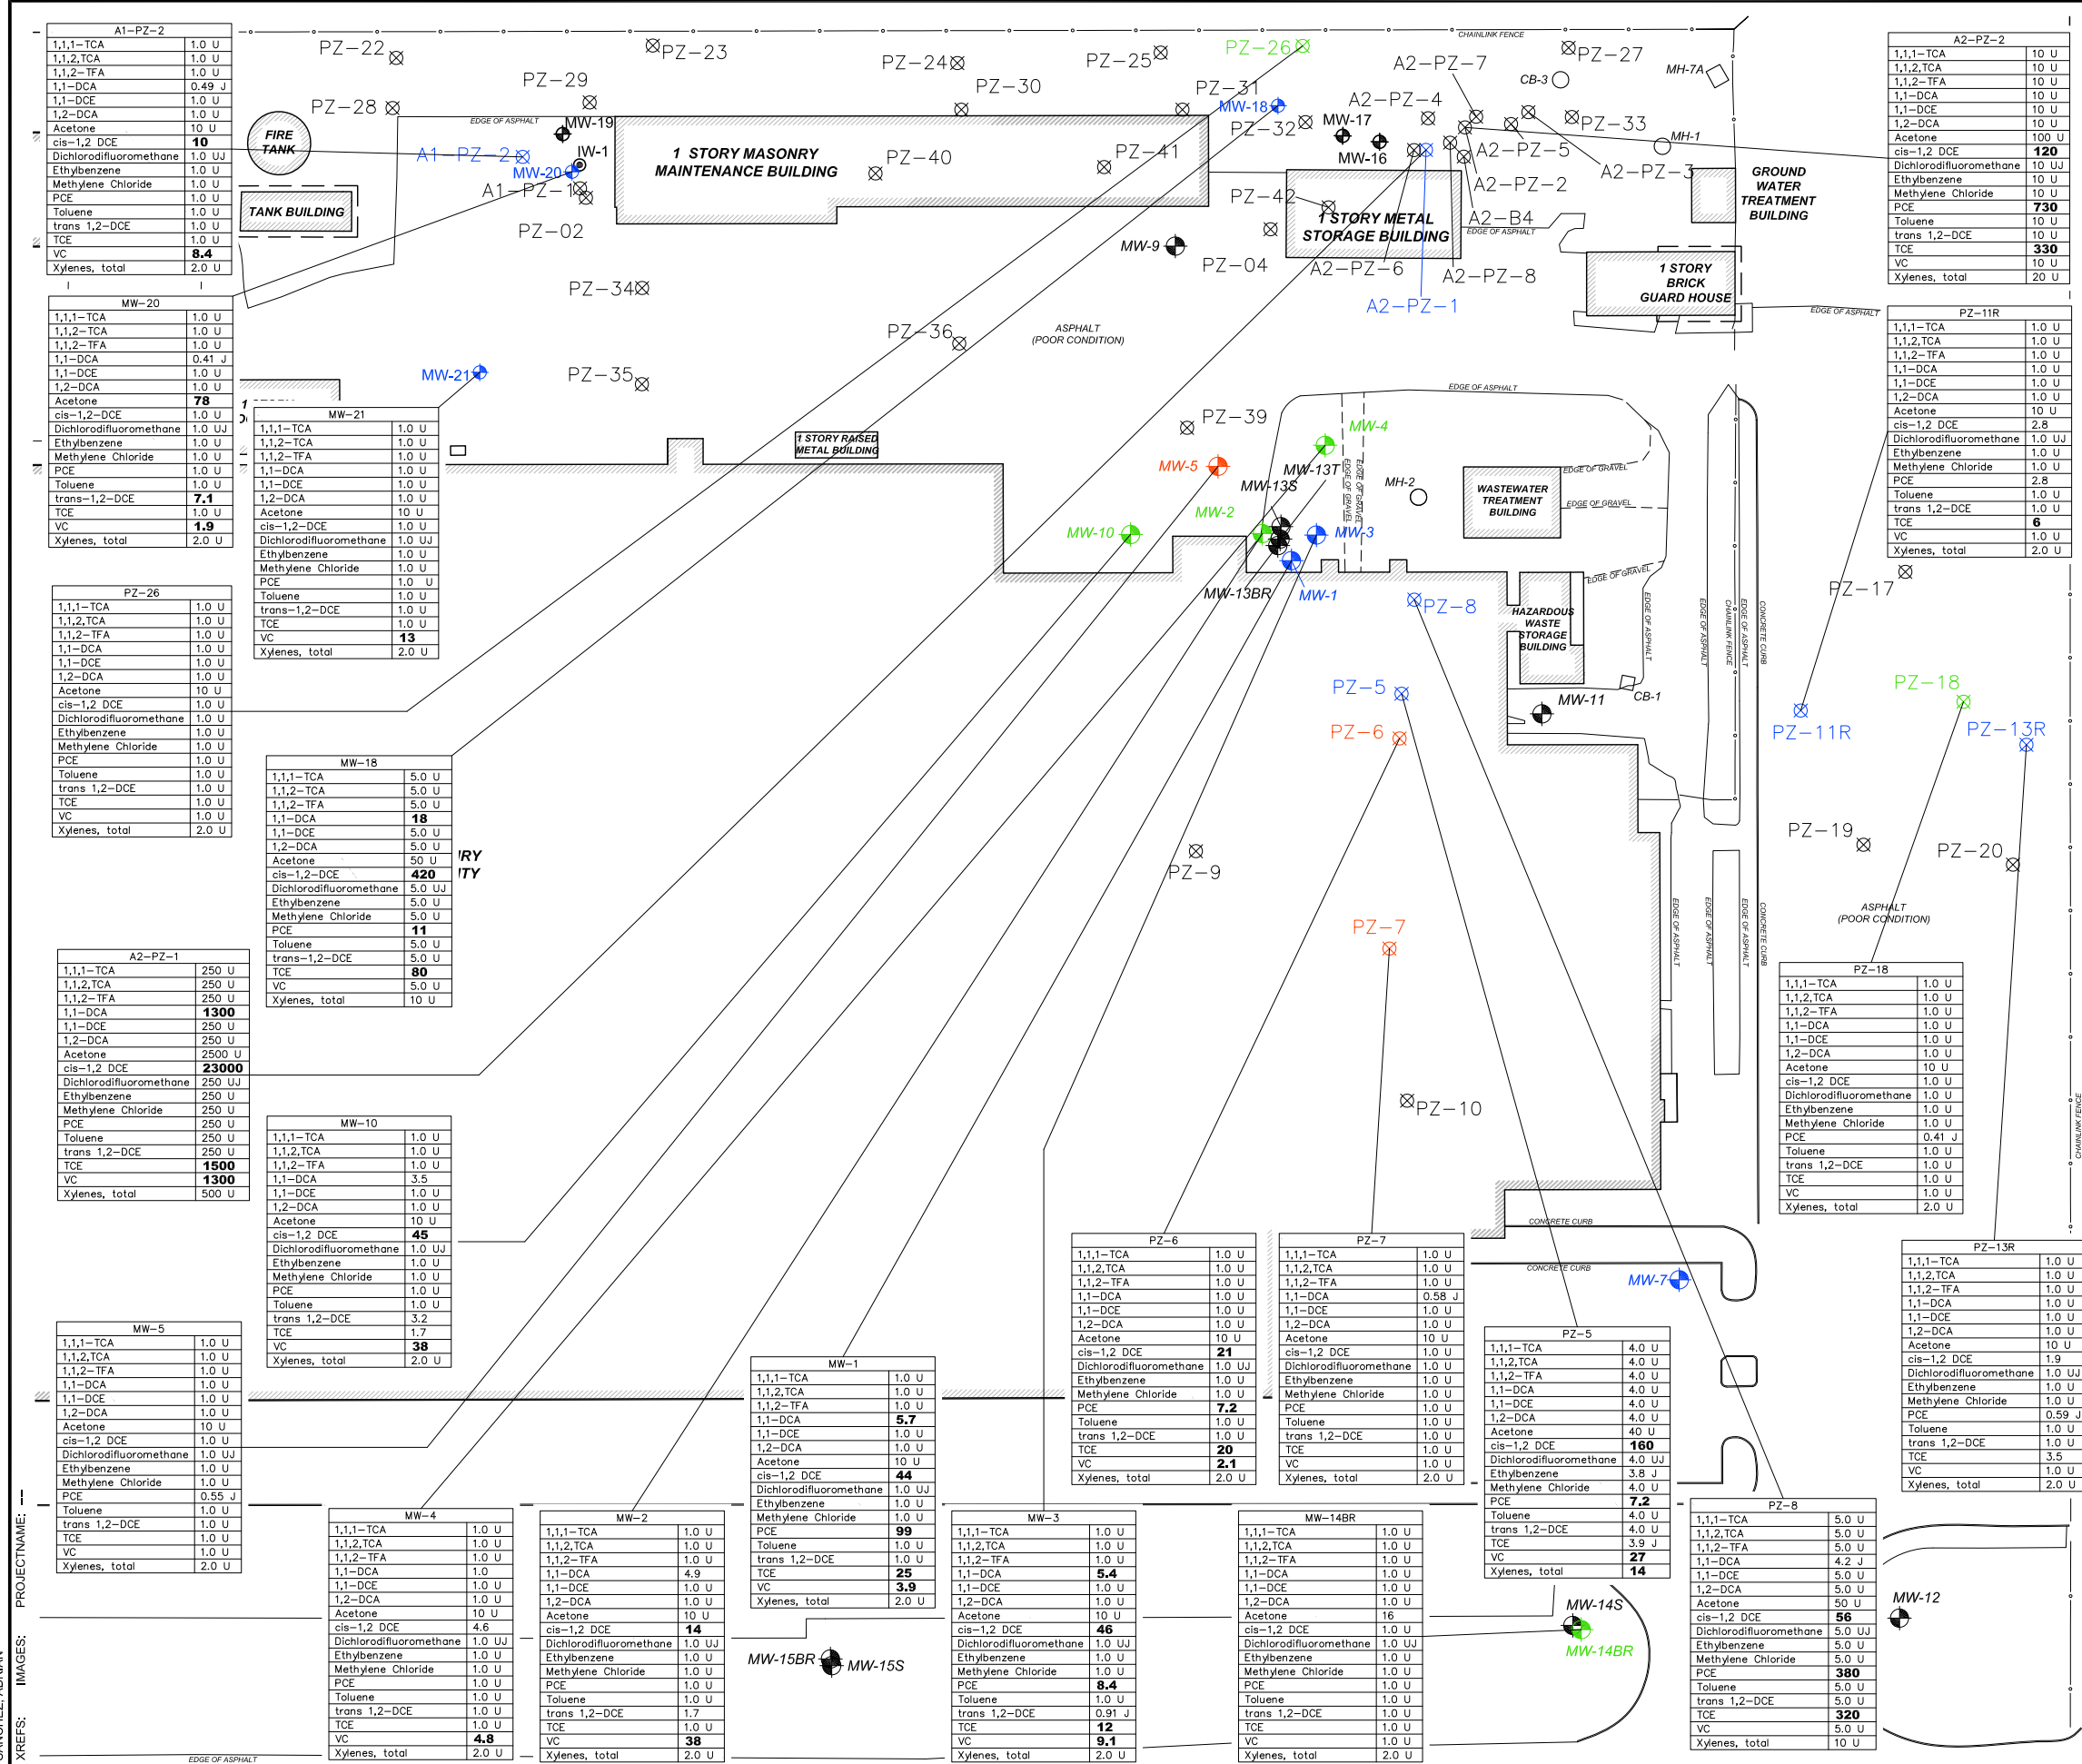 A1-PZ-2
1,1,1-TCA 1.0 U
1,1,2,TCA 1.0 U
1,1,2-TFA 1.0 U
1,1-DCA 0.49 J
1,1-DCE 1.0 U
1,2-DCA 1.0 U
Acetone 10 U
cis-1,2 DCE 10
Dichlorodifluoromethane 1.0 UJ
Ethylbenzene 1.0 U
Methylene Chloride 1.0 U
PCE 1.0 U
Toluene 1.0 U
trans 1,2-DCE 1.0 U
TCE 1.0 U
VC 8.4
Xylenes, total 2.0 U
MW-20
1,1,1-TCA 1.0 U
1,1,2-TCA 1.0 U
1,1,2-TFA 1.0 U
1,1-DCA 0.41 J
1,1-DCE 1.0 U
1,2-DCA 1.0 U
Acetone 78
cis-1,2-DCE 1.0 U
Dichlorodifluoromethane 1.0 UJ
Ethylbenzene 1.0 U
Methylene Chloride 1.0 U
PCE 1.0 U
Toluene 1.0 U
trans-1,2-DCE 7.1
TCE 1.0 U
VC 1.9
Xylenes, total 2.0 U
MW-21
1,1,1-TCA 1.0 U
1,1,2-TCA 1.0 U
1,1,2-TFA 1.0 U
1,1-DCA 1.0 U
1,1-DCE 1.0 U
1,2-DCA 1.0 U
Acetone 10 U
cis-1,2-DCE 1.0 U
Dichlorodifluoromethane 1.0 UJ
Ethylbenzene 1.0 U
Methylene Chloride 1.0 U
PCE 1.0 U
Toluene 1.0 U
trans-1,2-DCE 1.0 U
TCE 1.0 U
VC 13
Xylenes, total 2.0 U
PZ-26
1,1,1-TCA 1.0 U
1,1,2,TCA 1.0 U
1,1,2-TFA 1.0 U
1,1-DCA 1.0 U
1,1-DCE 1.0 U
1,2-DCA 1.0 U
Acetone 10 U
cis-1,2 DCE 1.0 U
Dichlorodifluoromethane 1.0 U
Ethylbenzene 1.0 U
Methylene Chloride 1.0 U
PCE 1.0 U
Toluene 1.0 U
trans 1,2-DCE 1.0 U
TCE 1.0 U
VC 1.0 U
Xylenes, total 2.0 U
MW-18
1,1,1-TCA 5.0 U
1,1,2-TCA 5.0 U
1,1,2-TFA 5.0 U
1,1-DCA 18
1,1-DCE 5.0 U
1,2-DCA 5.0 U
Acetone 50 U
cis-1,2-DCE 420
Dichlorodifluoromethane 5.0 UJ
Ethylbenzene 5.0 U
Methylene Chloride 5.0 U
PCE 11
Toluene 5.0 U
trans-1,2-DCE 5.0 U
TCE 80
VC 5.0 U
Xylenes, total 10 U
A2-PZ-1
1,1,1-TCA 250 U
1,1,2,TCA 250 U
1,1,2-TFA 250 U
1,1-DCA 1300
1,1-DCE 250 U
1,2-DCA 250 U
Acetone 2500 U
cis-1,2 DCE 23000
Dichlorodifluoromethane 250 UJ
Ethylbenzene 250 U
Methylene Chloride 250 U
PCE 250 U
Toluene 250 U
trans 1,2-DCE 250 U
TCE 1500
VC 1300
Xylenes, total 500 U
MW-10
1,1,1-TCA 1.0 U
1,1,2,TCA 1.0 U
1,1,2-TFA 1.0 U
1,1-DCA 3.5
1,1-DCE 1.0 U
1,2-DCA 1.0 U
Acetone 10 U
cis-1,2 DCE 45
Dichlorodifluoromethane 1.0 UJ
Ethylbenzene 1.0 U
Methylene Chloride 1.0 U
PCE 1.0 U
Toluene 1.0 U
trans 1,2-DCE 3.2
TCE 1.7
VC 38
Xylenes, total 2.0 U
MW-5
1,1,1-TCA 1.0 U
1,1,2,TCA 1.0 U
1,1,2-TFA 1.0 U
1,1-DCA 1.0 U
1,1-DCE 1.0 U
1,2-DCA 1.0 U
Acetone 10 U
cis-1,2 DCE 1.0 U
Dichlorodifluoromethane 1.0 UJ
Ethylbenzene 1.0 U
Methylene Chloride 1.0 U
PCE 0.55 J
Toluene 1.0 U
trans 1,2-DCE 1.0 U
TCE 1.0 U
VC 1.0 U
Xylenes, total 2.0 U
MW-4
1,1,1-TCA 1.0 U
1,1,2,TCA 1.0 U
1,1,2-TFA 1.0 U
1,1-DCA 1.0
1,1-DCE 1.0 U
1,2-DCA 1.0 U
Acetone 10 U
cis-1,2 DCE 4.6
Dichlorodifluoromethane 1.0 UJ
Ethylbenzene 1.0 U
Methylene Chloride 1.0 U
PCE 1.0 U
Toluene 1.0 U
trans 1,2-DCE 1.0 U
TCE 1.0 U
VC 4.8
Xylenes, total 2.0 U
MW-2
1,1,1-TCA 1.0 U
1,1,2,TCA 1.0 U
1,1,2-TFA 1.0 U
1,1-DCA 4.9
1,1-DCE 1.0 U
1,2-DCA 1.0 U
Acetone 10 U
cis-1,2 DCE 14
Dichlorodifluoromethane 1.0 UJ
Ethylbenzene 1.0 U
Methylene Chloride 1.0 U
PCE 1.0 U
Toluene 1.0 U
trans 1,2-DCE 1.7
TCE 1.0 U
VC 38
Xylenes, total 2.0 U
MW-1
1,1,1-TCA 1.0 U
1,1,2,TCA 1.0 U
1,1,2-TFA 1.0 U
1,1-DCA 5.7
1,1-DCE 1.0 U
1,2-DCA 1.0 U
Acetone 10 U
cis-1,2 DCE 44
Dichlorodifluoromethane 1.0 UJ
Ethylbenzene 1.0 U
Methylene Chloride 1.0 U
PCE 99
Toluene 1.0 U
trans 1,2-DCE 1.0 U
TCE 25
VC 3.9
Xylenes, total 2.0 U
MW-3
1,1,1-TCA 1.0 U
1,1,2,TCA 1.0 U
1,1,2-TFA 1.0 U
1,1-DCA 5.4
1,1-DCE 1.0 U
1,2-DCA 1.0 U
Acetone 10 U
cis-1,2 DCE 46
Dichlorodifluoromethane 1.0 UJ
Ethylbenzene 1.0 U
Methylene Chloride 1.0 U
PCE 8.4
Toluene 1.0 U
trans 1,2-DCE 0.91 J
TCE 12
VC 9.1
Xylenes, total 2.0 U
MW-14BR
1,1,1-TCA 1.0 U
1,1,2,TCA 1.0 U
1,1,2-TFA 1.0 U
1,1-DCA 1.0 U
1,1-DCE 1.0 U
1,2-DCA 1.0 U
Acetone 16
cis-1,2 DCE 1.0 U
Dichlorodifluoromethane 1.0 UJ
Ethylbenzene 1.0 U
Methylene Chloride 1.0 U
PCE 1.0 U
Toluene 1.0 U
trans 1,2-DCE 1.0 U
TCE 1.0 U
VC 1.0 U
Xylenes, total 2.0 U
PZ-6
1,1,1-TCA 1.0 U
1,1,2,TCA 1.0 U
1,1,2-TFA 1.0 U
1,1-DCA 1.0 U
1,1-DCE 1.0 U
1,2-DCA 1.0 U
Acetone 10 U
cis-1,2 DCE 21
Dichlorodifluoromethane 1.0 UJ
Ethylbenzene 1.0 U
Methylene Chloride 1.0 U
PCE 7.2
Toluene 1.0 U
trans 1,2-DCE 1.0 U
TCE 20
VC 2.1
Xylenes, total 2.0 U
PZ-7
1,1,1-TCA 1.0 U
1,1,2,TCA 1.0 U
1,1,2-TFA 1.0 U
1,1-DCA 0.58 J
1,1-DCE 1.0 U
1,2-DCA 1.0 U
Acetone 10 U
cis-1,2 DCE 1.0 U
Dichlorodifluoromethane 1.0 U
Ethylbenzene 1.0 U
Methylene Chloride 1.0 U
PCE 1.0 U
Toluene 1.0 U
trans 1,2-DCE 1.0 U
TCE 1.0 U
VC 1.0 U
Xylenes, total 2.0 U
PZ-5
1,1,1-TCA 4.0 U
1,1,2,TCA 4.0 U
1,1,2-TFA 4.0 U
1,1-DCA 4.0 U
1,1-DCE 4.0 U
1,2-DCA 4.0 U
Acetone 40 U
cis-1,2 DCE 160
Dichlorodifluoromethane 4.0 UJ
Ethylbenzene 3.8 J
Methylene Chloride 4.0 U
PCE 7.2
Toluene 4.0 U
trans 1,2-DCE 4.0 U
TCE 3.9 J
VC 27
Xylenes, total 14
PZ-8
1,1,1-TCA 5.0 U
1,1,2,TCA 5.0 U
1,1,2-TFA 5.0 U
1,1-DCA 4.2 J
1,1-DCE 5.0 U
1,2-DCA 5.0 U
Acetone 50 U
cis-1,2 DCE 56
Dichlorodifluoromethane 5.0 UJ
Ethylbenzene 5.0 U
Methylene Chloride 5.0 U
PCE 380
Toluene 5.0 U
trans 1,2-DCE 5.0 U
TCE 320
VC 5.0 U
Xylenes, total 10 U
A2-PZ-2
1,1,1-TCA 10 U
1,1,2,TCA 10 U
1,1,2-TFA 10 U
1,1-DCA 10 U
1,1-DCE 10 U
1,2-DCA 10 U
Acetone 100 U
cis-1,2 DCE 120
Dichlorodifluoromethane 10 UJ
Ethylbenzene 10 U
Methylene Chloride 10 U
PCE 730
Toluene 10 U
trans 1,2-DCE 10 U
TCE 330
VC 10 U
Xylenes, total 20 U
PZ-11R
1,1,1-TCA 1.0 U
1,1,2,TCA 1.0 U
1,1,2-TFA 1.0 U
1,1-DCA 1.0 U
1,1-DCE 1.0 U
1,2-DCA 1.0 U
Acetone 10 U
cis-1,2 DCE 2.8
Dichlorodifluoromethane 1.0 UJ
Ethylbenzene 1.0 U
Methylene Chloride 1.0 U
PCE 2.8
Toluene 1.0 U
trans 1,2-DCE 1.0 U
TCE 6
VC 1.0 U
Xylenes, total 2.0 U
PZ-18
1,1,1-TCA 1.0 U
1,1,2,TCA 1.0 U
1,1,2-TFA 1.0 U
1,1-DCA 1.0 U
1,1-DCE 1.0 U
1,2-DCA 1.0 U
Acetone 10 U
cis-1,2 DCE 1.0 U
Dichlorodifluoromethane 1.0 U
Ethylbenzene 1.0 U
Methylene Chloride 1.0 U
PCE 0.41 J
Toluene 1.0 U
trans 1,2-DCE 1.0 U
TCE 1.0 U
VC 1.0 U
Xylenes, total 2.0 U
PZ-13R
1,1,1-TCA 1.0 U
1,1,2,TCA 1.0 U
1,1,2-TFA 1.0 U
1,1-DCA 1.0 U
1,1-DCE 1.0 U
1,2-DCA 1.0 U
Acetone 10 U
cis-1,2 DCE 1.9
Dichlorodifluoromethane 1.0 UJ
Ethylbenzene 1.0 U
Methylene Chloride 1.0 U
PCE 0.59 J
Toluene 1.0 U
trans 1,2-DCE 1.0 U
TCE 3.5
VC 1.0 U
Xylenes, total 2.0 U
PZ-22
PZ-23
PZ-24
PZ-25
PZ-26
CHAINLINK FENCE
PZ-27
MH-7A
CB-3
A2-PZ-7
PZ-29
PZ-28
PZ-30
PZ-31
MW-18
A2-PZ-4
PZ-32
MW-17
MW-16
PZ-33
MH-1
A2-PZ-5
A2-PZ-3
A2-PZ-2
A2-B4
EDGE OF ASPHALT
MW-19
FIRE
TANK
A1-PZ-2
IW-1
MW-20
A1-PZ-1
PZ-02
TANK BUILDING
1 STORY MASONRY
MAINTENANCE BUILDING
PZ-40
PZ-41
PZ-42
1 STORY METAL
STORAGE BUILDING
EDGE OF ASPHALT
GROUND
WATER
TREATMENT
BUILDING
MW-9
PZ-04
A2-PZ-6
A2-PZ-8
A2-PZ-1
1 STORY
BRICK
GUARD HOUSE
EDGE OF ASPHALT
PZ-34
PZ-36
ASPHALT
(POOR CONDITION)
MW-21
PZ-35
EDGE OF ASPHALT
PZ-39
1 STORY RAISED
METAL BUILDING
MW-4
MW-5
MW-13T
MW-13S
EDGE OF GRAVEL
EDGE OF GRAVEL
MH-2
WASTEWATER
TREATMENT
BUILDING
EDGE OF GRAVEL
EDGE OF GRAVEL
EDGE OF GRAVEL
MW-2
MW-10
MW-3
MW-13BR
MW-1
PZ-8
HAZARDOUS
WASTE
STORAGE
BUILDING
EDGE OF ASPHALT
EDGE OF ASPHALT
CHAINLINK FENCE
EDGE OF ASPHALT
CONCRETE CURB
PZ-17
PZ-5
PZ-6
MW-11
CB-1
PZ-11R
PZ-18
PZ-13R
PZ-19
PZ-20
PZ-9
PZ-7
ASPHALT
(POOR CONDITION)
EDGE OF ASPHALT
EDGE OF ASPHALT
EDGE OF ASPHALT
CONCRETE CURB
PZ-10
CHAINLINK FENCE
CONCRETE CURB
CONCRETE CURB
MW-7
MW-14S
MW-14BR
MW-12
MW-15BR
MW-15S
EDGE OF ASPHALT
PROJECTNAME: --
IMAGES:
XREFS: